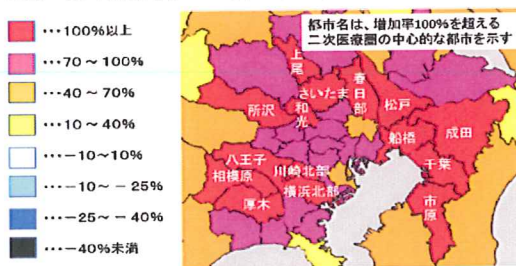 …100%以上
…70～100%
…40～70%
…10～40%
…－10～10%
…－10～－25%
…－25～－40%
…－40%未満
都市名は、増加率100%を超える
二次医療圏の中心的な都市を示す
上尾
春日部
さいたま
松戸
所沢
和光
船橋
成田
八王子
川崎北部
千葉
相模原
横浜北部
厚木
市原